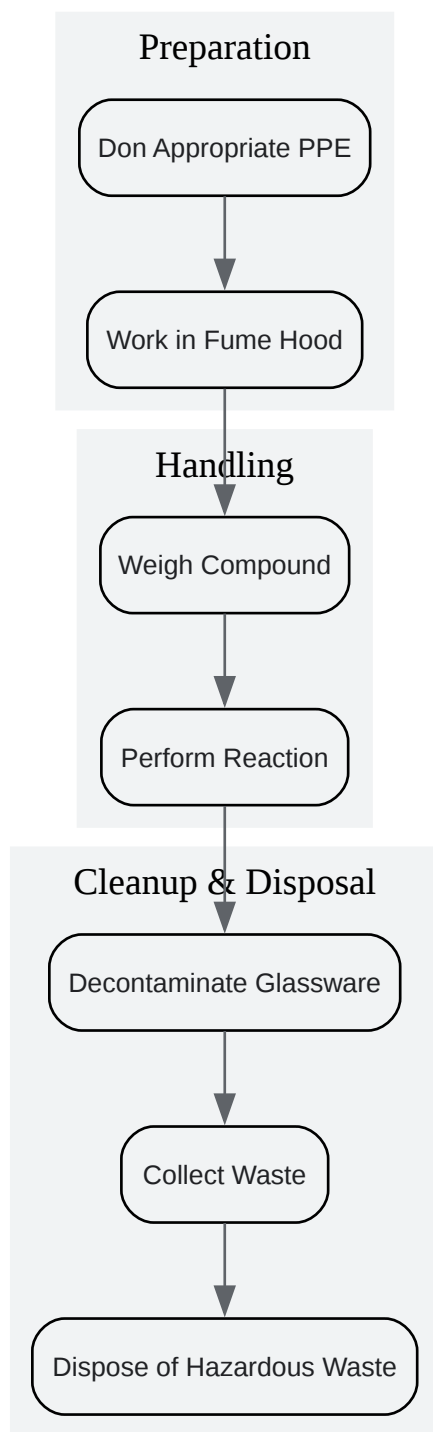 Preparation
Don Appropriate PPE
Work in Fume Hood
Handling
Weigh Compound
Perform Reaction
Cleanup & Disposal
Decontaminate Glassware
Collect Waste
Dispose of Hazardous Waste